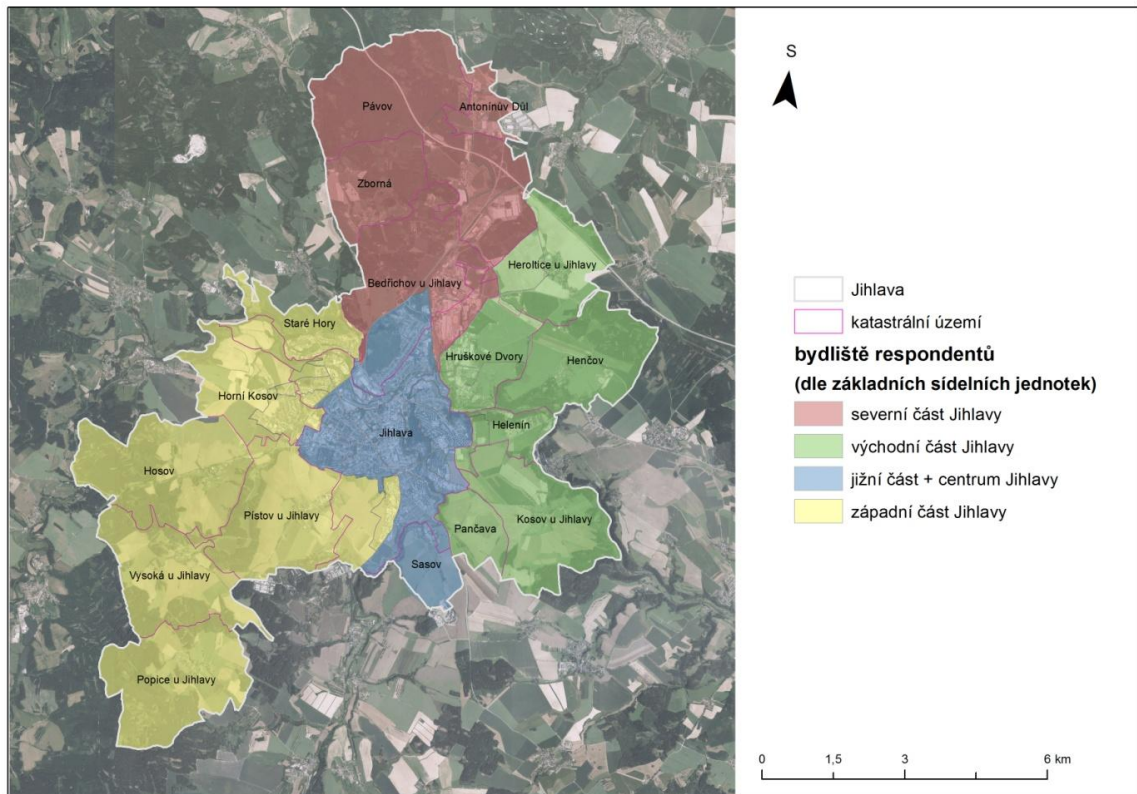 S
Pávov
Antonínův Důl
Zborná
Heroltice u Jihlavy
Bedřichov u Jihlavy
Staré Hory
Hruškové Dvory
Henčov
Horní Kosov
Helenín
Jihlava
Hosov
Pístov u Jihlavy
Pančava
Kosov u Jihlavy
Sasov
Vysoká u Jihlavy
Popice u Jihlavy
Jihlava
katastrální území
bydliště respondentů
(dle základních sídelních jednotek)
severní část Jihlavy
východní část Jihlavy
jižní část + centrum Jihlavy
západní část Jihlavy
0 1,5 3 6 km